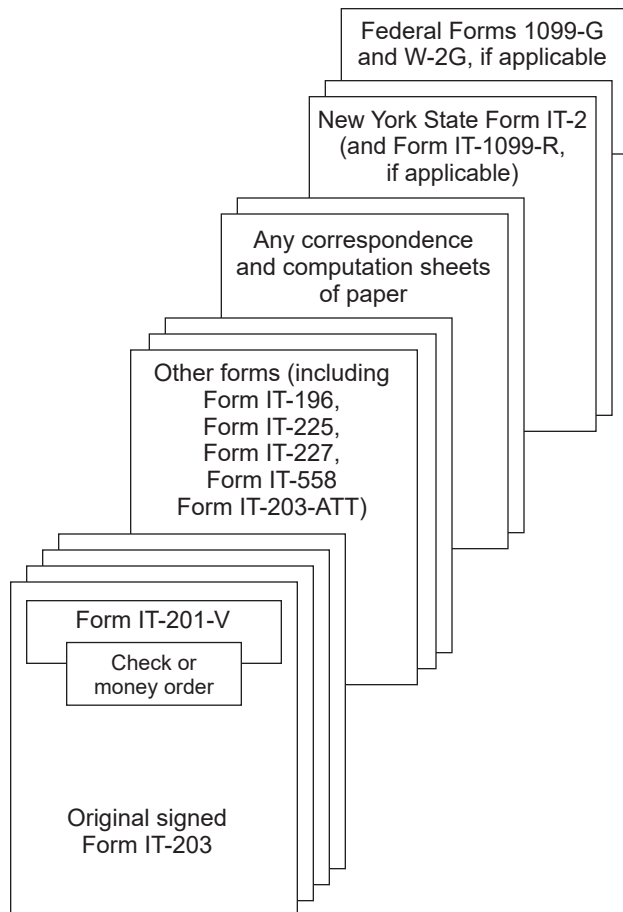 Federal Forms 1099-G
and W-2G, if applicable
New York State Form IT-2
(and Form IT-1099-R,
if applicable)
Any correspondence
and computation sheets
of paper
Other forms (including
Form IT-196,
Form IT-225,
Form IT-227,
Form IT-558
Form IT-203-ATT)
Form IT-201-V
Check or
money order
Original signed
Form IT-203